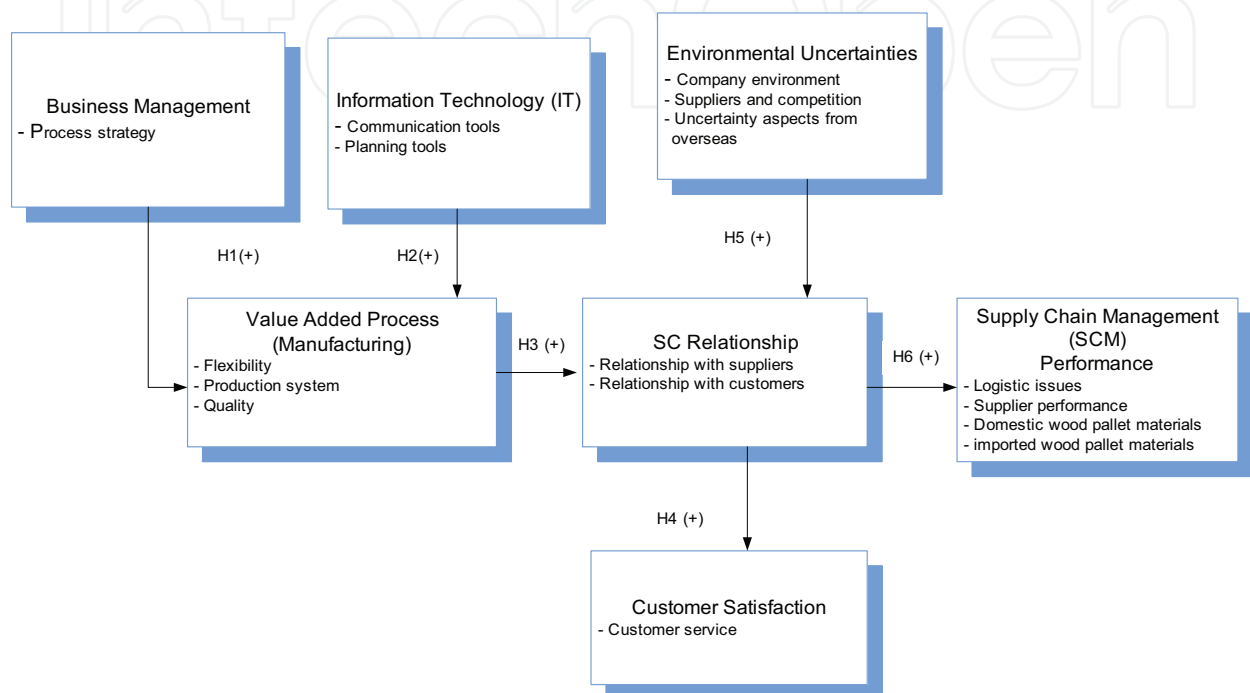 IntechOpen
Business Management
- Process strategy
Information Technology (IT)
- Communication tools
- Planning tools
Environmental Uncertainties
- Company environment
- Suppliers and competition
- Uncertainty aspects from
overseas
H1(+)
H2(+)
H5 (+)
Value Added Process
(Manufacturing)
- Flexibility
- Production system
- Quality
H3 (+)
SC Relationship
- Relationship with suppliers
- Relationship with customers
H6 (+)
Supply Chain Management
(SCM)
Performance
- Logistic issues
- Supplier performance
- Domestic wood pallet materials
- imported wood pallet materials
H4 (+)
Customer Satisfaction
- Customer service